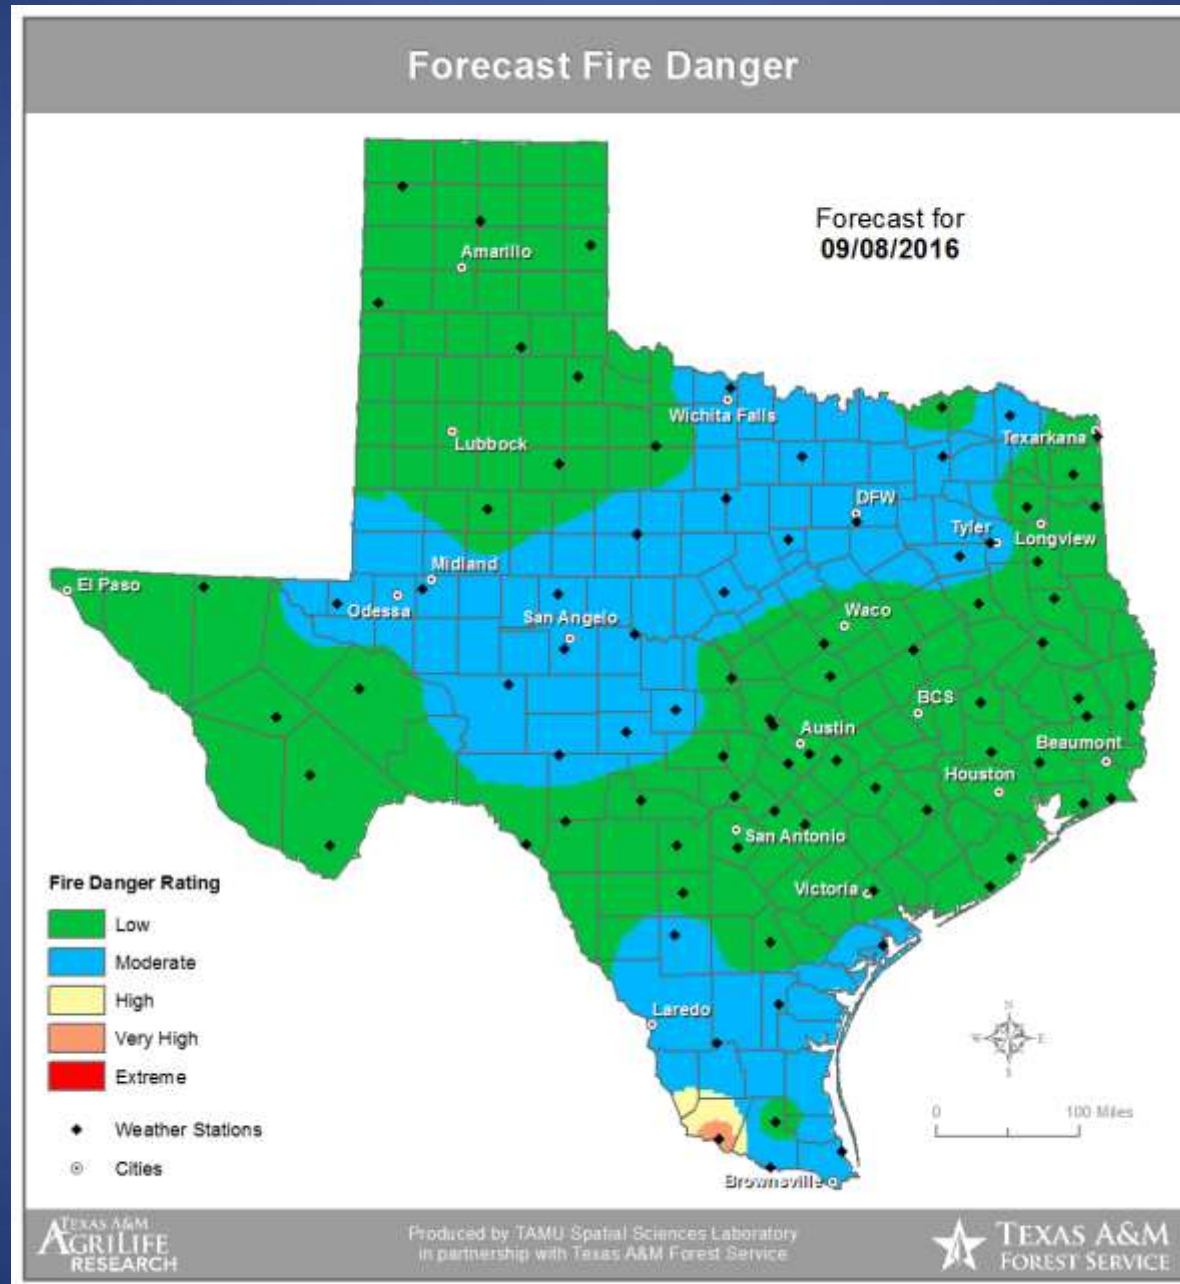 Forecast Fire Danger
Forecast for
09/08/2016
Amarillo
Wichita Falls
Lubbock
Texarkana
DFW
Tyler
Longview
Midland
El Paso
Odessa
San Angelo
Waco
BCS
Austin
Beaumont
Houston
San Antonio
Victoria
Laredo
Brownsville
Fire Danger Rating
Low
Moderate
High
Very High
Extreme
Weather Stations
Cities
N
W E
S
0 100 Miles
TEXAS A&M
AGRILIFE
RESEARCH
Produced by TAMU Spatial Sciences Laboratory
in partnership with Texas A&M Forest Service
TEXAS A&M
FOREST SERVICE